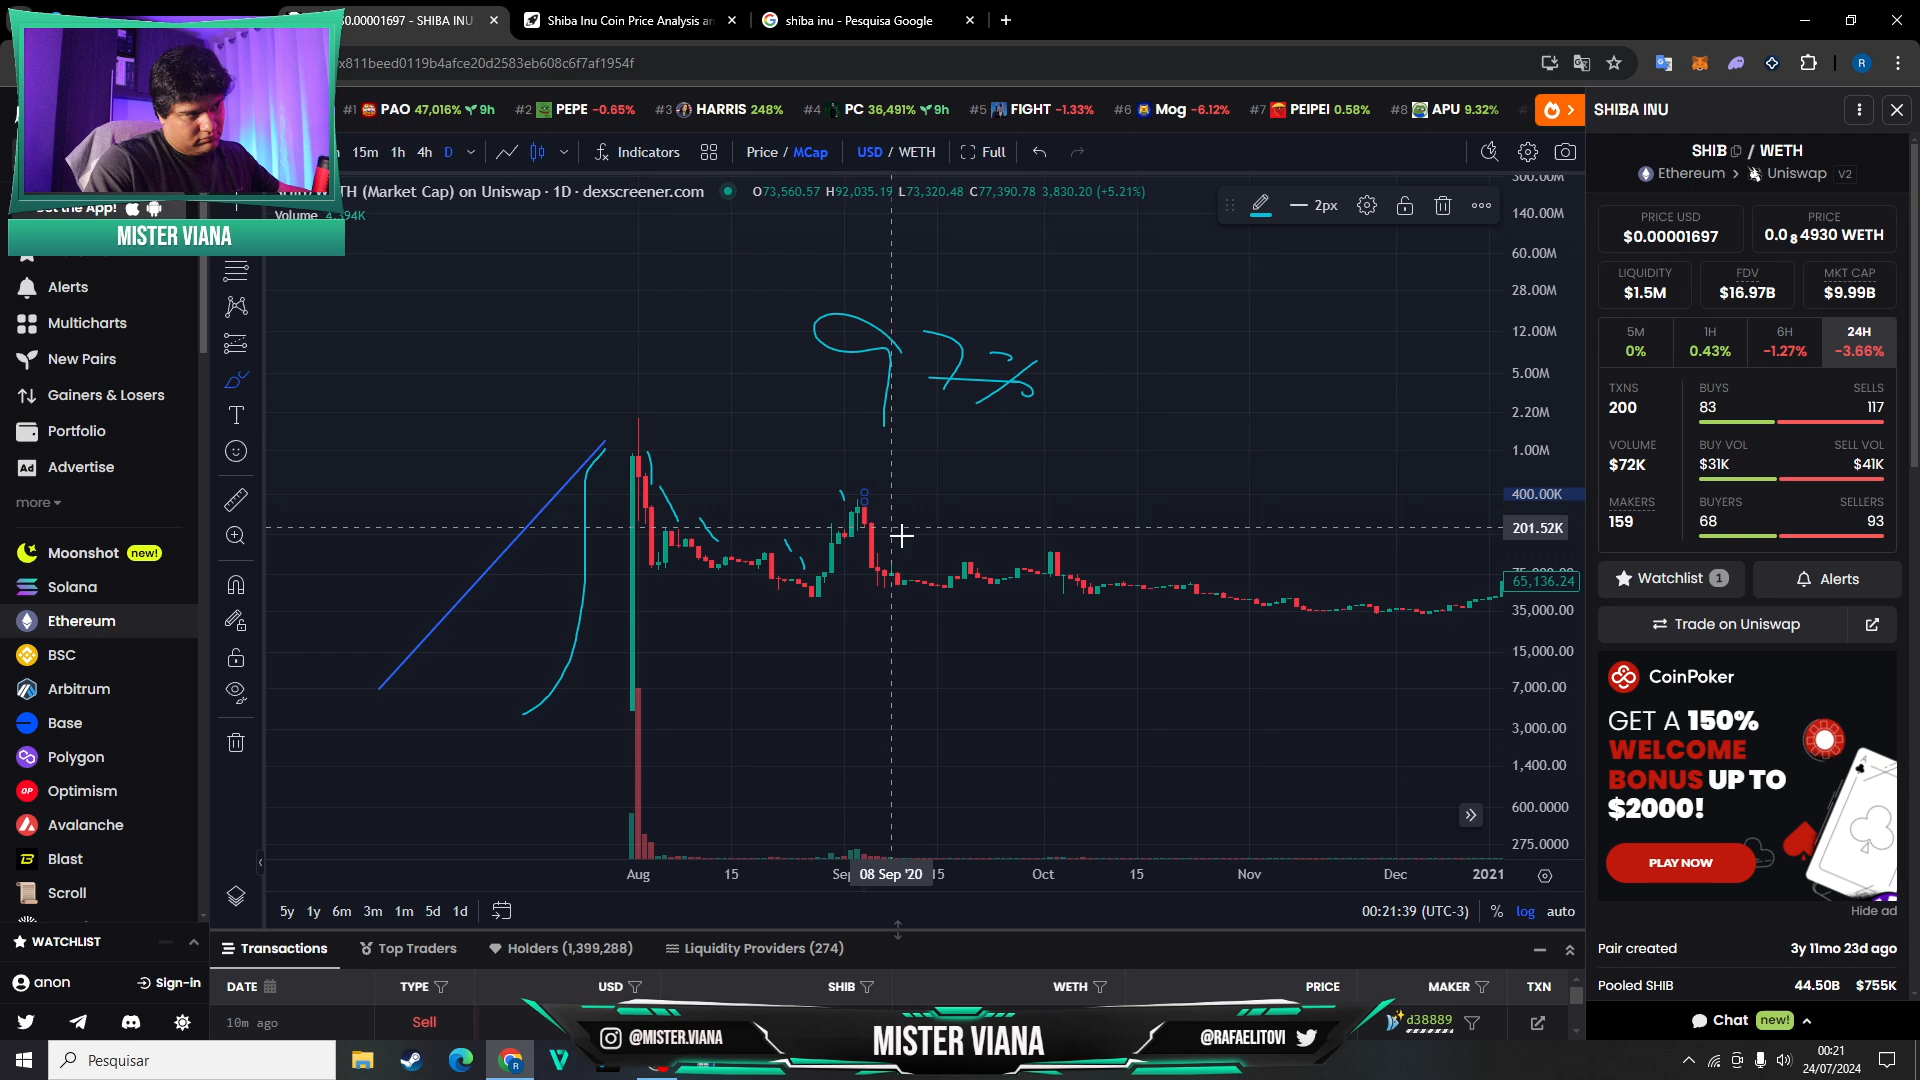 0.00001697 - SHIBA INU
Shiba Inu Coin Price Analysis an
shiba inu - Pesquisa Google
x811beed0119b4afce20d2583eb608c6f7af1954f
R
MISTER VIANA
#1 PAO 47,016% 9h #2 PEPE -0.65% #3 HARRIS 248% #4 PC 36,491% 9h #5 FIGHT -1.33% #6 Mog -6.12% #7 PEIPEI 0.58% #8 APU 9.32%
SHIBA INU
15m 1h 4h D Indicators Price / MCap USD / WETH Full
(Market Cap) on Uniswap · 1D · dexscreener.com O73,560.57 H92,035.19 L73,320.48 C77,390.78 3,830.20 (+5.21%)
Volume 4.394K
2px
Get the App!
Alerts
Multicharts
New Pairs
Gainers & Losers
Portfolio
Ad Advertise
more
Moonshot new!
Solana
Ethereum
BSC
Arbitrum
Base
Polygon
OP Optimism
Avalanche
Blast
Scroll
WATCHLIST
anon Sign-in
140.00M
60.00M
28.00M
12.00M
5.00M
2.20M
1.00M
400.00K
201.52K
65,136.24
35,000.00
15,000.00
7,000.00
3,000.00
1,400.00
600.0000
275.0000
Aug 15 Sep 08 Sep '20 15 Oct 15 Nov Dec 2021
5y 1y 6m 3m 1m 5d 1d
00:21:39 (UTC-3) % log auto
SHIB / WETH
Ethereum > Uniswap V2
PRICE USD
$0.00001697
PRICE
0.0₈4930 WETH
LIQUIDITY
$1.5M
FDV
$16.97B
MKT CAP
$9.99B
5M 1H 6H 24H
0% 0.43% -1.27% -3.66%
TXNS BUYS SELLS
200 83 117
VOLUME BUY VOL SELL VOL
$72K $31K $41K
MAKERS BUYERS SELLERS
159 68 93
Watchlist 1 Alerts
Trade on Uniswap
CoinPoker
GET A 150%
WELCOME
BONUS UP TO
$2000!
PLAY NOW
A
Hide ad
Pair created 3y 11mo 23d ago
Pooled SHIB 44.50B $755K
Chat new!
Transactions Top Traders Holders (1,399,288) Liquidity Providers (274)
DATE TYPE USD SHIB WETH PRICE MAKER TXN
10m ago Sell d38889
@MISTER.VIANA MISTER VIANA @RAFAELITOVI
Pesquisar
00:21
24/07/2024